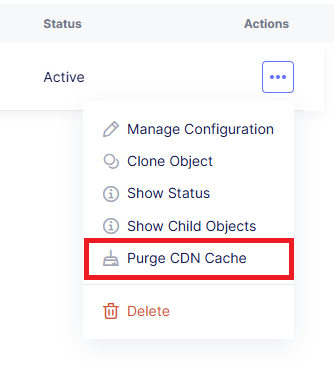 Status Actions
Active
Manage Configuration
Clone Object
Show Status
Show Child Objects
Purge CDN Cache
Delete